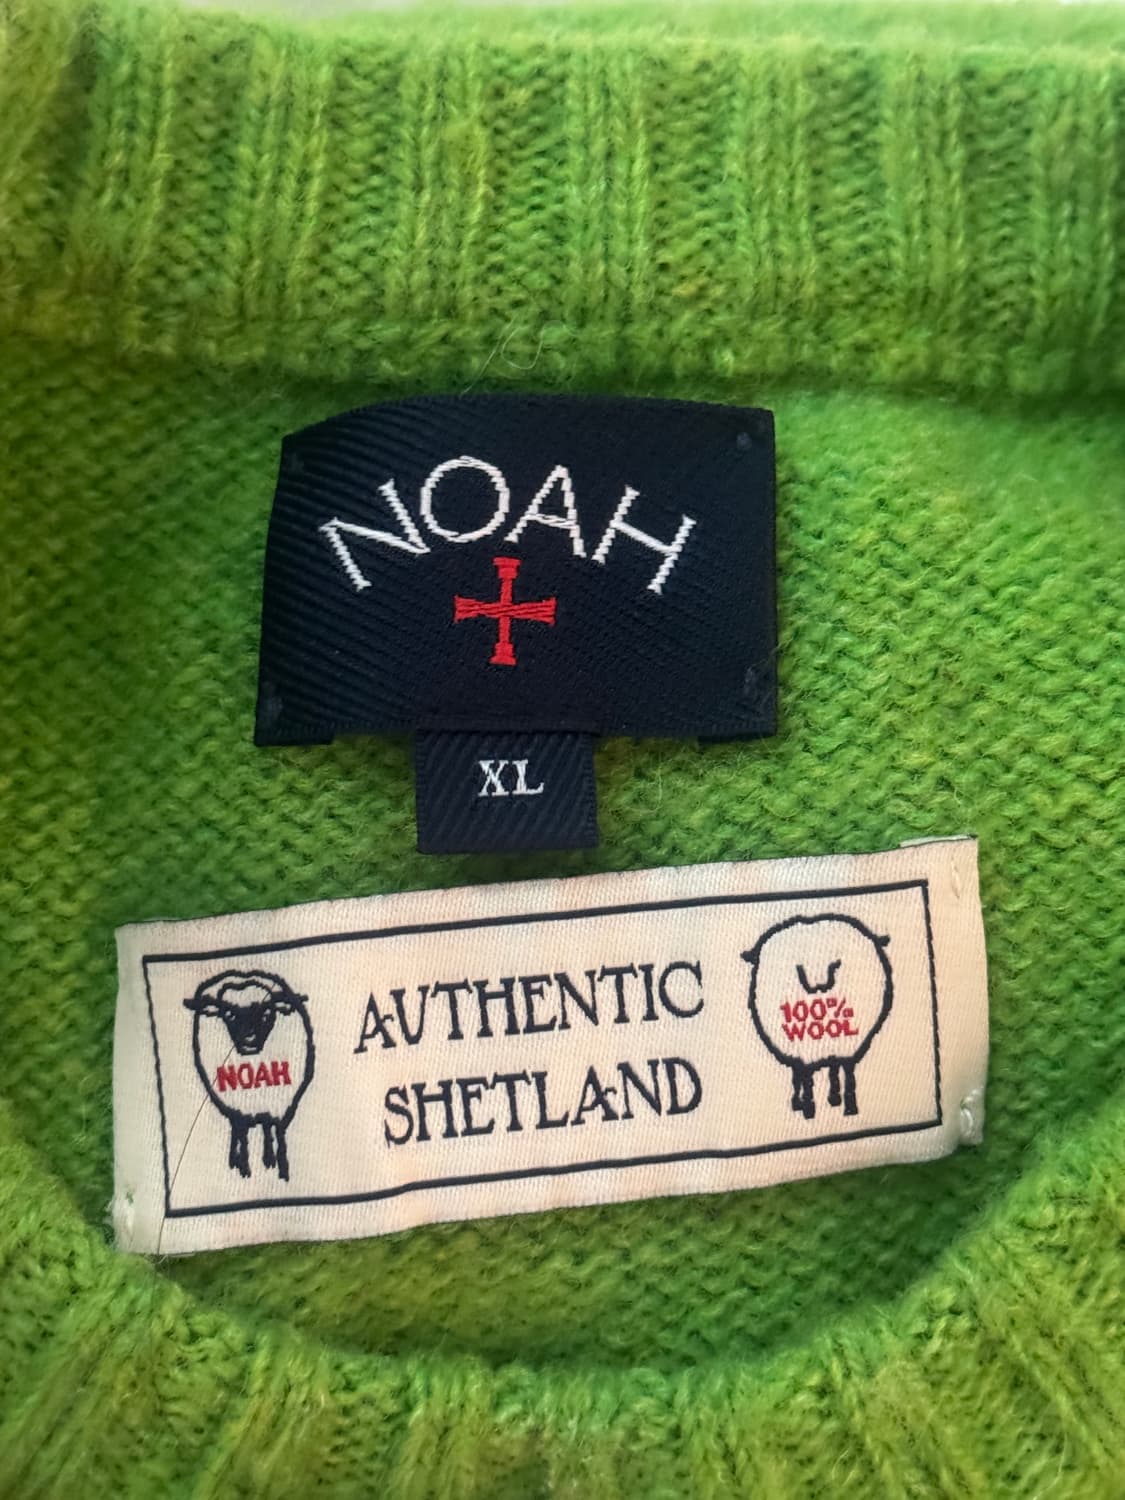 NOAH
XL
AUTHENTIC
SHETLAND
NOAH
100%
WOOL